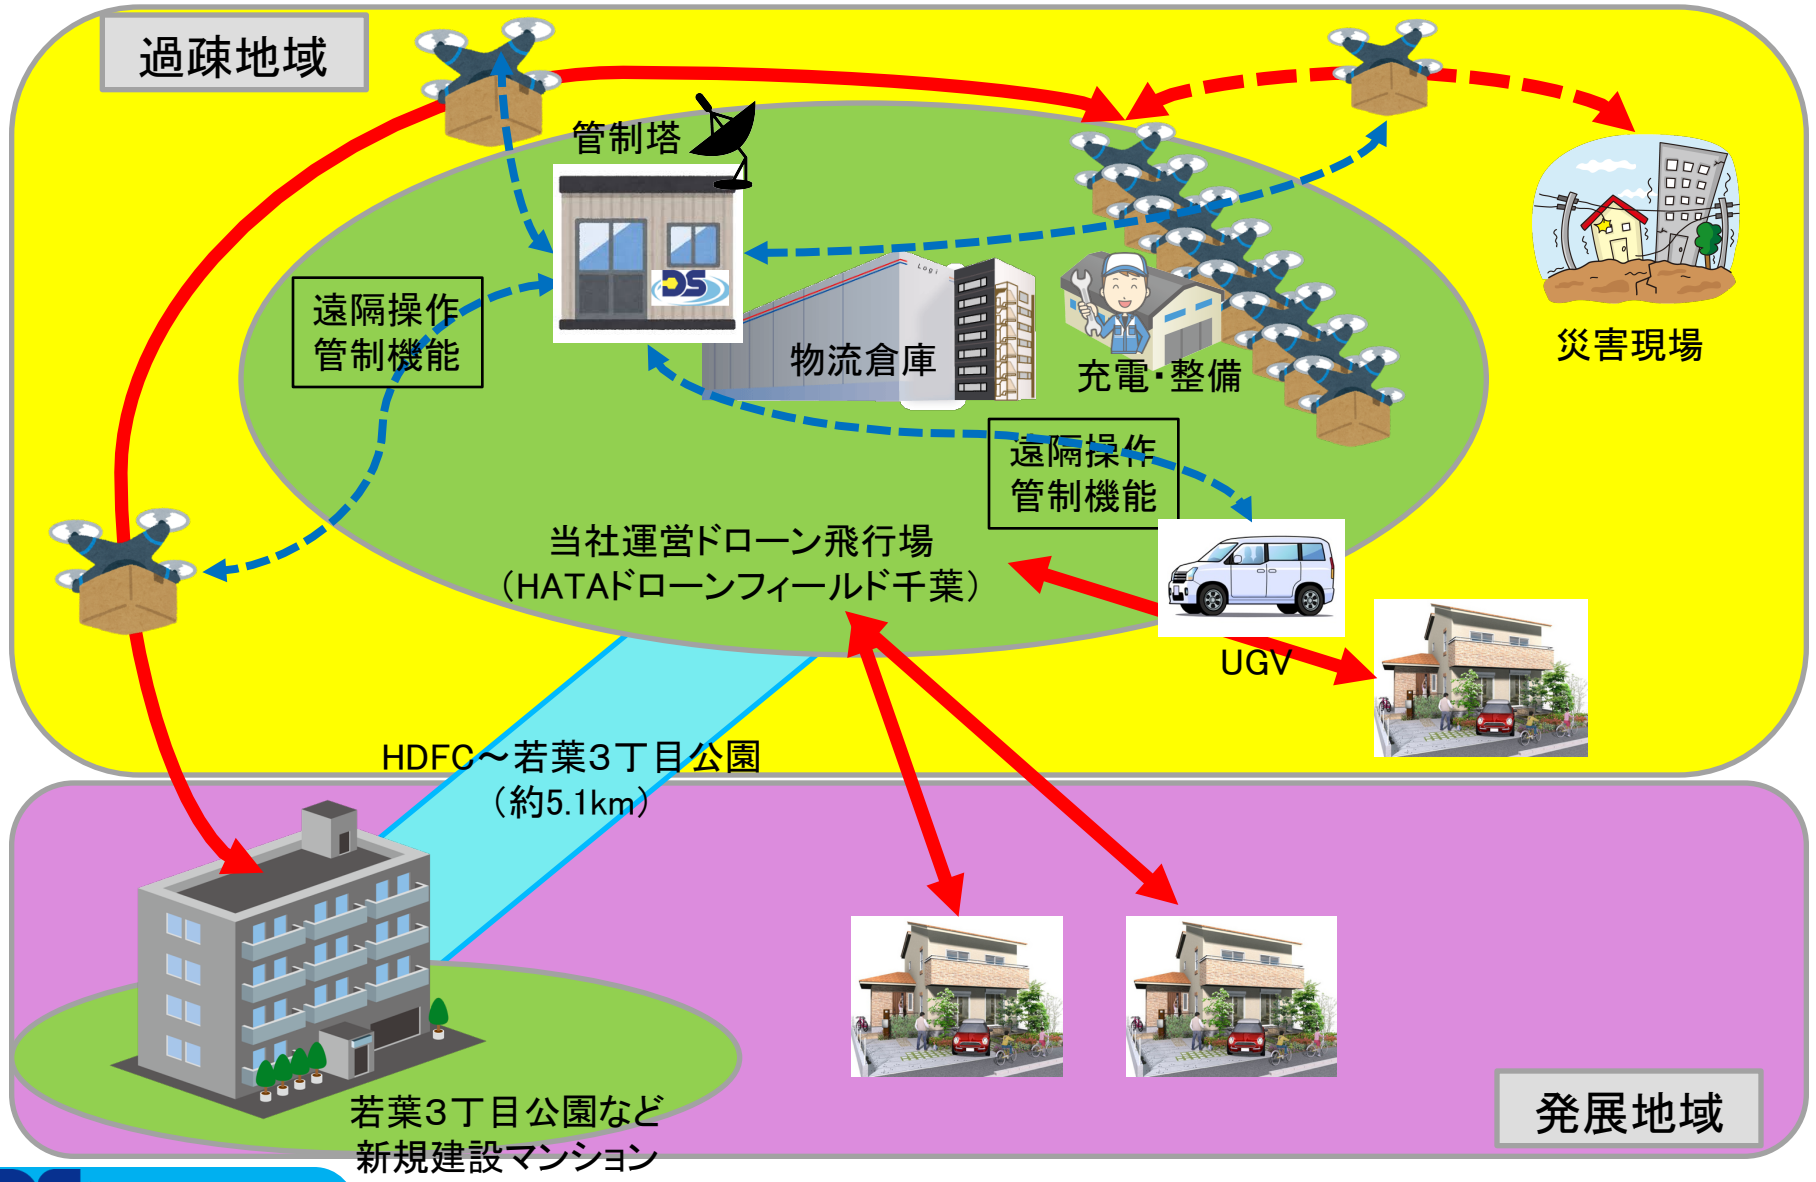 過疎地域
管制塔
DS
Logi
遠隔操作
管制機能
物流倉庫
充電・整備
災害現場
遠隔操作
管制機能
当社運営ドローン飛行場
（HATAドローンフィールド千葉）
UGV
HDFC～若葉３丁目公園
（約5.1km）
若葉３丁目公園など
新規建設マンション
発展地域